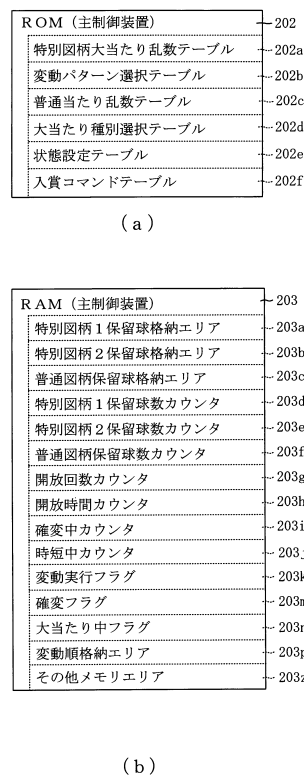 ROM（主制御装置） 202
特別図柄大当たり乱数テーブル 202a
変動パターン選択テーブル 202b
普通当たり乱数テーブル 202c
大当たり種別選択テーブル 202d
状態設定テーブル 202e
入賞コマンドテーブル 202f
(a)
RAM（主制御装置） 203
特別図柄１保留球格納エリア 203a
特別図柄２保留球格納エリア 203b
普通図柄保留球格納エリア 203c
特別図柄１保留球数カウンタ 203d
特別図柄２保留球数カウンタ 203e
普通図柄保留球数カウンタ 203f
開放回数カウンタ 203g
開放時間カウンタ 203h
確変中カウンタ 203i
時短中カウンタ 203j
変動実行フラグ 203k
確変フラグ 203m
大当たり中フラグ 203n
変動順格納エリア 203p
その他メモリエリア 203z
(b)